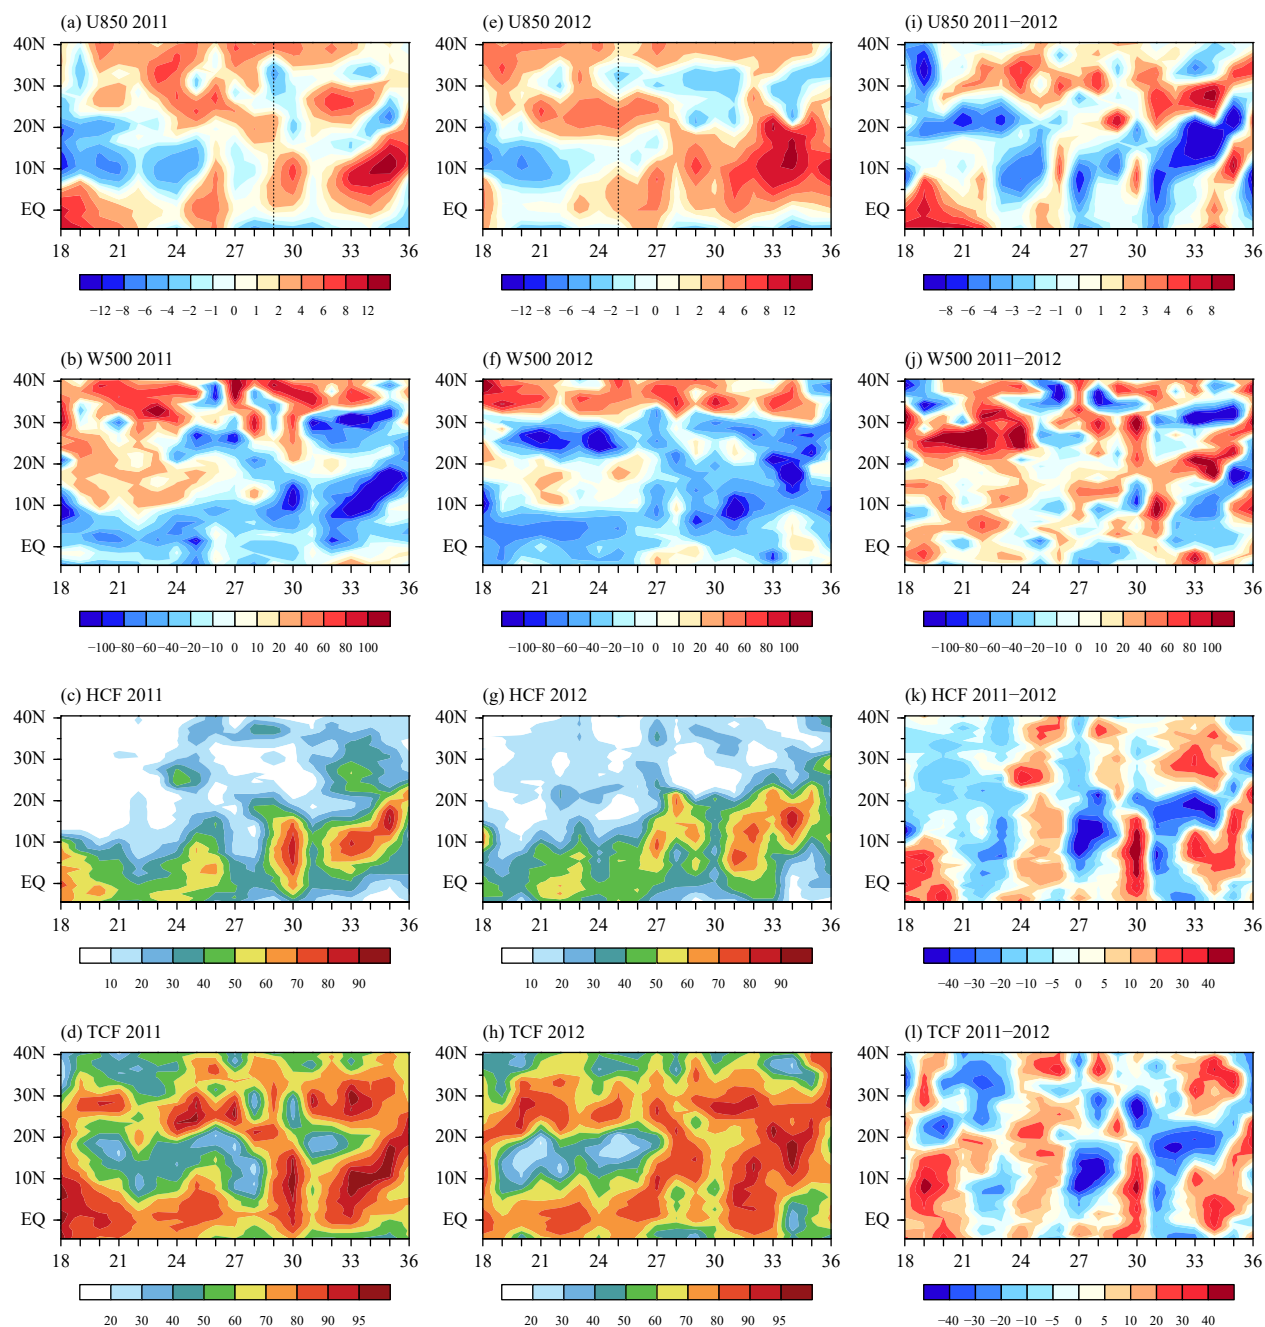 (a) U850 2011 (e) U850 2012 (i) U850 2011−2012
40N 40N 40N
30N 30N 30N
20N 20N 20N
10N 10N 10N
EQ EQ EQ
18 21 24 27 30 33 36 18 21 24 27 30 33 36 18 21 24 27 30 33 36
−12 −8 −6 −4 −2 −1 0 1 2 4 6 8 12 −12 −8 −6 −4 −2 −1 0 1 2 4 6 8 12 −8 −6 −4 −3 −2 −1 0 1 2 3 4 6 8
(b) W500 2011 (f) W500 2012 (j) W500 2011−2012
40N 40N 40N
30N 30N 30N
20N 20N 20N
10N 10N 10N
EQ EQ EQ
18 21 24 27 30 33 36 18 21 24 27 30 33 36 18 21 24 27 30 33 36
−100−80−60−40−20−10 0 10 20 40 60 80 100 −100−80−60−40−20−10 0 10 20 40 60 80 100 −100−80−60−40−20−10 0 10 20 40 60 80 100
(c) HCF 2011 (g) HCF 2012 (k) HCF 2011−2012
40N 40N 40N
30N 30N 30N
20N 20N 20N
10N 10N 10N
EQ EQ EQ
18 21 24 27 30 33 36 18 21 24 27 30 33 36 18 21 24 27 30 33 36
10 20 30 40 50 60 70 80 90 10 20 30 40 50 60 70 80 90 −40 −30 −20 −10 −5 0 5 10 20 30 40
(d) TCF 2011 (h) TCF 2012 (l) TCF 2011−2012
40N 40N 40N
30N 30N 30N
20N 20N 20N
10N 10N 10N
EQ EQ EQ
18 21 24 27 30 33 36 18 21 24 27 30 33 36 18 21 24 27 30 33 36
20 30 40 50 60 70 80 90 95 20 30 40 50 60 70 80 90 95 −40 −30 −20 −10 −5 0 5 10 20 30 40